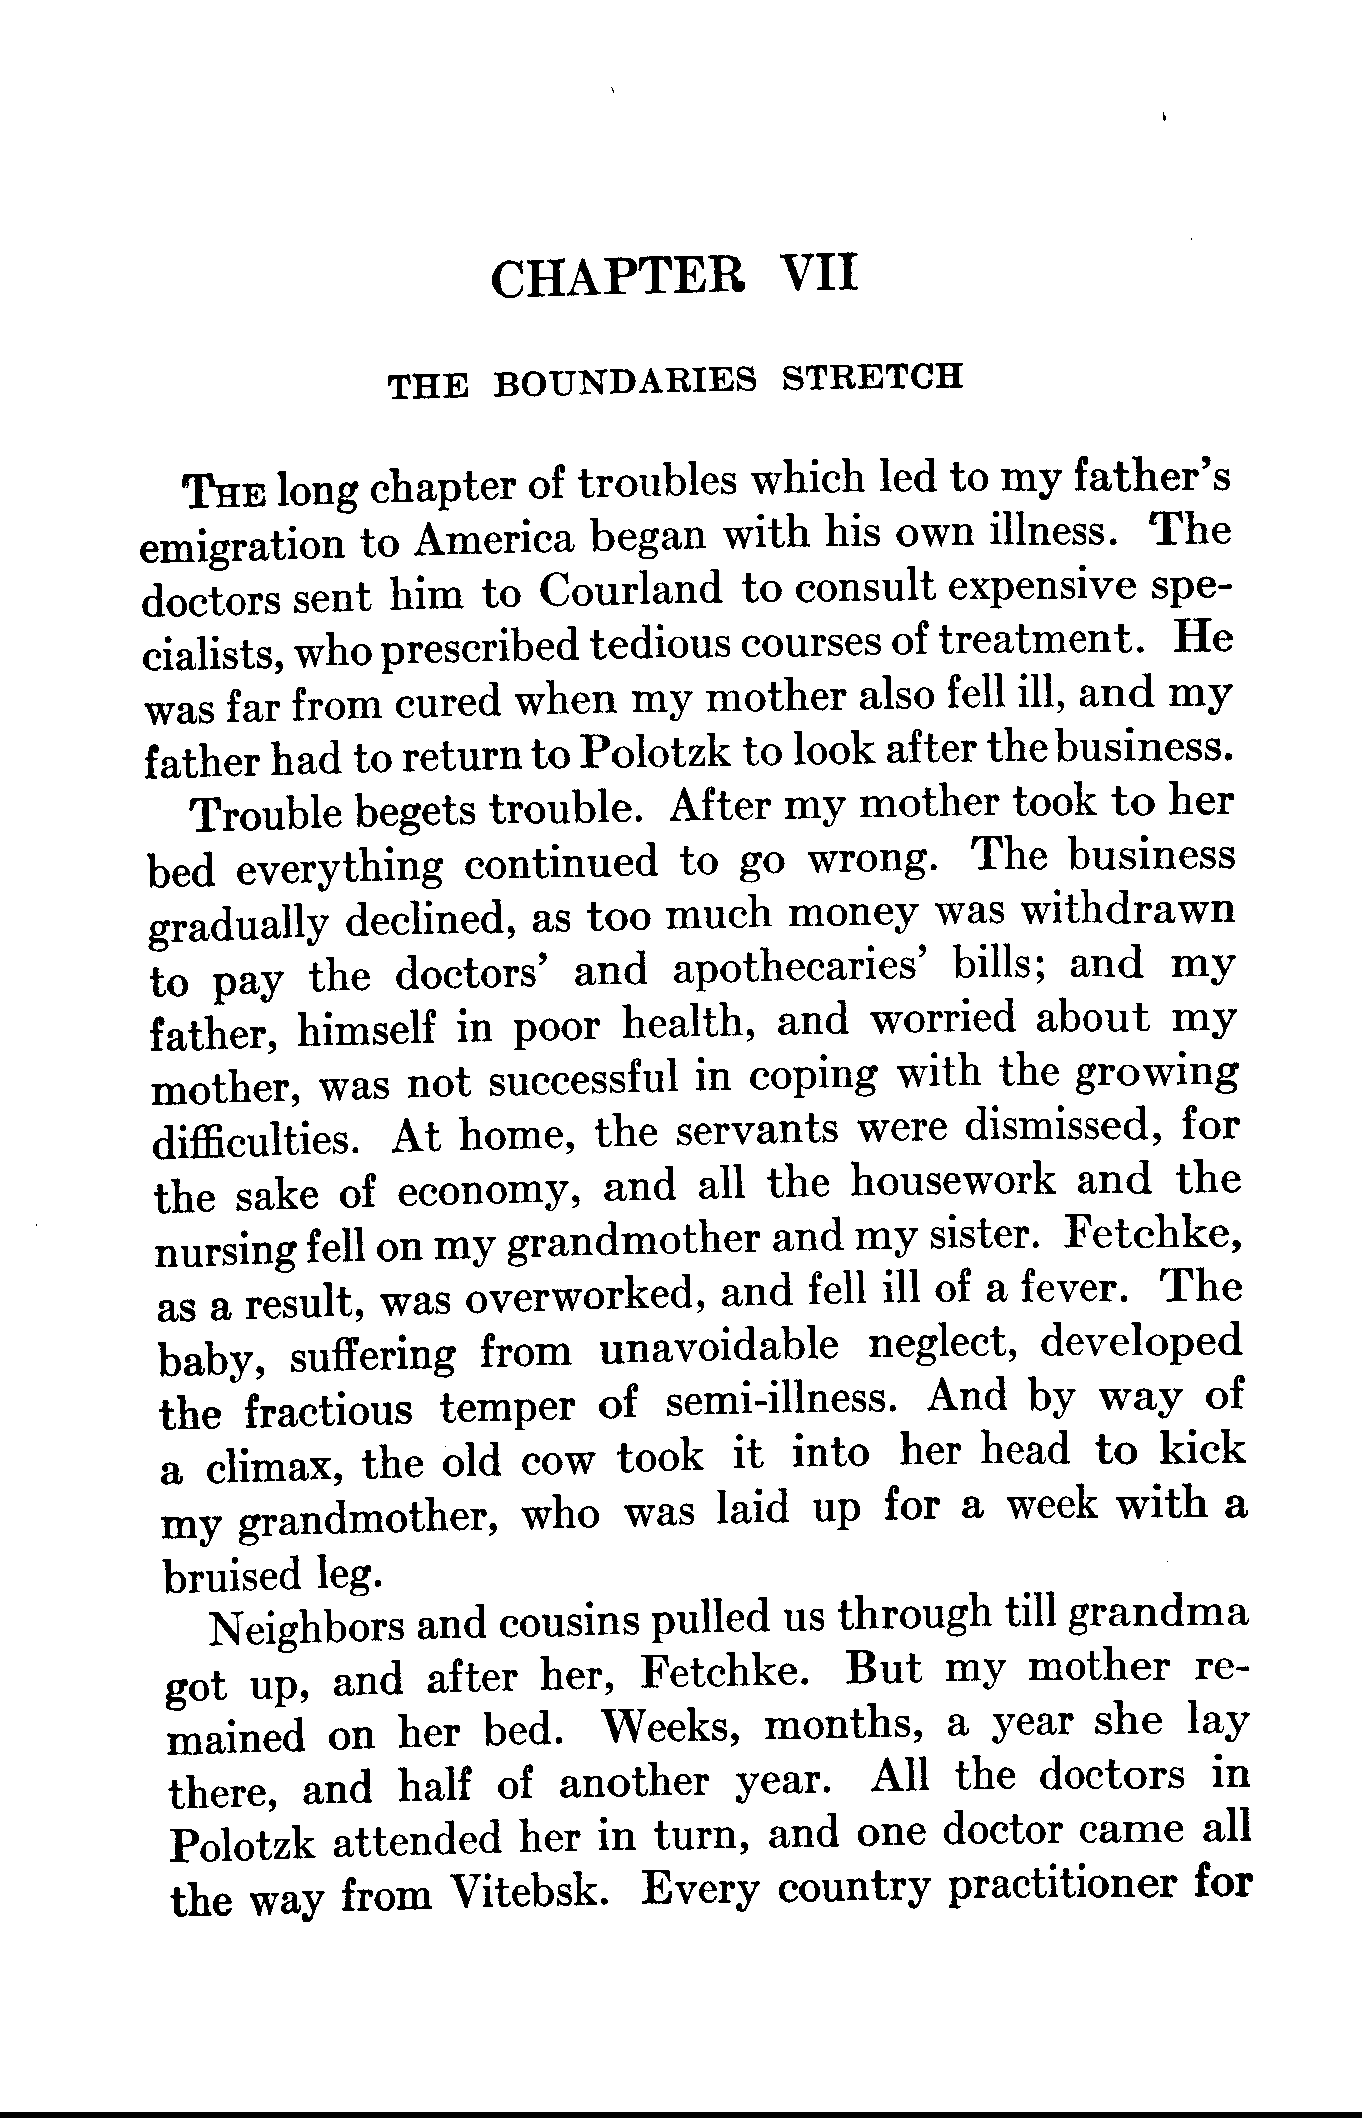 CHAPTER VII
THE BOUNDARIES STRETCH
THE long chapter of troubles which led to my father's
emigration to America began with his own illness. The
doctors sent him to Courland to consult expensive spe-
cialists, who prescribed tedious courses of treatment. He
was far from cured when my mother also fell ill, and my
father had to return to Polotzk to look after the business.
Trouble begets trouble. After my mother took to her
bed everything continued to go wrong. The business
gradually declined, as too much money was withdrawn
to pay the doctors' and apothecaries' bills; and my
father, himself in poor health, and worried about my
mother, was not successful in coping with the growing
difficulties. At home, the servants were dismissed, for
the sake of economy, and all the housework and the
nursing fell on my grandmother and my sister. Fetchke,
as a result, was overworked, and fell ill of a fever. The
baby, suffering from unavoidable neglect, developed
the fractious temper of semi-illness. And by way of
a climax, the old cow took it into her head to kick
my grandmother, who was laid up for a week with a
bruised leg.
Neighbors and cousins pulled us through till grandma
got up, and after her, Fetchke. But my mother re-
mained on her bed. Weeks, months, a year she lay
there, and half of another year. All the doctors in
Polotzk attended her in turn, and one doctor came all
the way from Vitebsk. Every country practitioner for